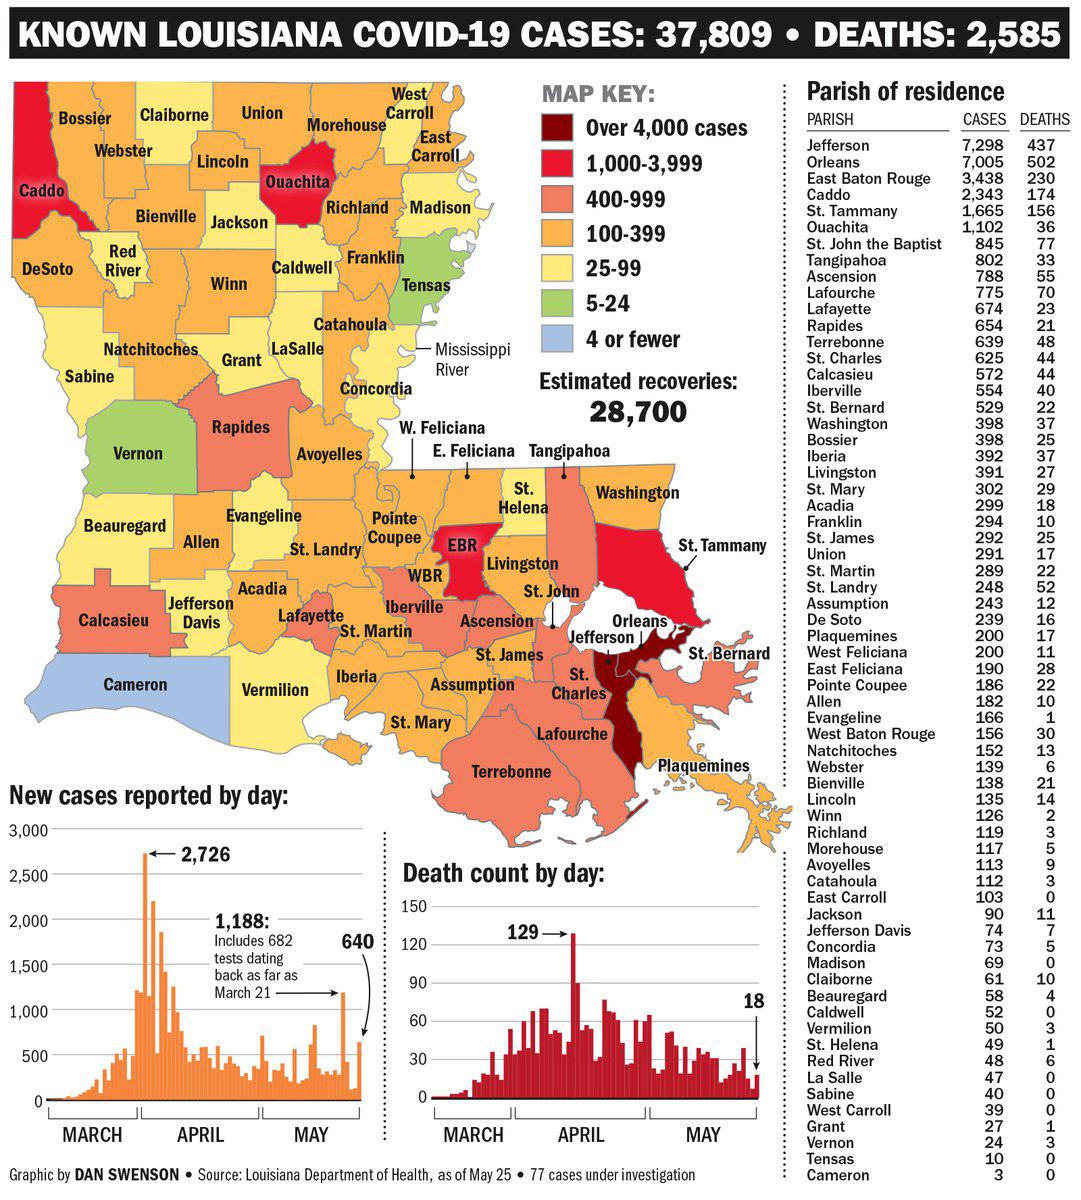 KNOWN LOUISIANA COVID-19 CASES: 37,809 • DEATHS: 2,585
Bossier
Webster
Claiborne
Union
Morehouse
West
Carroll
East
Carroll
Lincoln
Ouachita
Caddo
Bienville
Jackson
Richland
Madison
DeSoto
Red
River
Winn
Caldwell
Franklin
Tensas
Natchitoches
Grant
LaSalle
Catahoula
Mississippi
River
Sabine
Concordia
Vernon
Rapides
Avoyelles
W. Feliciana
E. Feliciana
Tangipahoa
St.
Helena
Washington
Beauregard
Allen
Evangeline
St. Landry
Pointe
Coupee
EBR
Livingston
St. Tammany
WBR
St. John
Calcasieu
Jefferson
Davis
Acadia
Lafayette
St. Martin
Iberville
Ascension
Orleans
Jefferson
St. Bernard
Cameron
Vermilion
Iberia
St. James
Assumption
St.
Charles
St. Mary
Lafourche
Terrebonne
Plaquemines
MAP KEY:
Over 4,000 cases
1,000-3,999
400-999
100-399
25-99
5-24
4 or fewer
Estimated recoveries:
28,700
New cases reported by day:
3,000
2,500
2,000
1,500
1,000
500
0
2,726
1,188:
Includes 682
tests dating
back as far as
March 21
640
MARCH
APRIL
MAY
Death count by day:
150
120
90
60
30
0
129
18
MARCH
APRIL
MAY
Parish of residence
PARISH CASES DEATHS
Jefferson 7,298 437
Orleans 7,005 502
East Baton Rouge 3,438 230
Caddo 2,343 174
St. Tammany 1,665 156
Ouachita 1,102 36
St. John the Baptist 845 77
Tangipahoa 802 33
Ascension 788 55
Lafourche 775 70
Lafayette 674 23
Rapides 654 21
Terrebonne 639 48
St. Charles 625 44
Calcasieu 572 44
Iberville 554 40
St. Bernard 529 22
Washington 398 37
Bossier 398 25
Iberia 392 37
Livingston 391 27
St. Mary 302 29
Acadia 299 18
Franklin 294 10
St. James 292 25
Union 291 17
St. Martin 289 22
St. Landry 248 52
Assumption 243 12
De Soto 239 16
Plaquemines 200 17
West Feliciana 200 11
East Feliciana 190 28
Pointe Coupee 186 22
Allen 182 10
Evangeline 166 1
West Baton Rouge 156 30
Natchitoches 152 13
Webster 139 6
Bienville 138 21
Lincoln 135 14
Winn 126 2
Richland 119 3
Morehouse 117 5
Avoyelles 113 9
Catahoula 112 3
East Carroll 103 0
Jackson 90 11
Jefferson Davis 74 7
Concordia 73 5
Madison 69 0
Claiborne 61 10
Beauregard 58 4
Caldwell 52 0
Vermilion 50 3
St. Helena 49 1
Red River 48 6
La Salle 47 0
Sabine 40 0
West Carroll 39 0
Grant 27 1
Vernon 24 3
Tensas 10 0
Cameron 3 0
Graphic by DAN SWENSON • Source: Louisiana Department of Health, as of May 25 • 77 cases under investigation